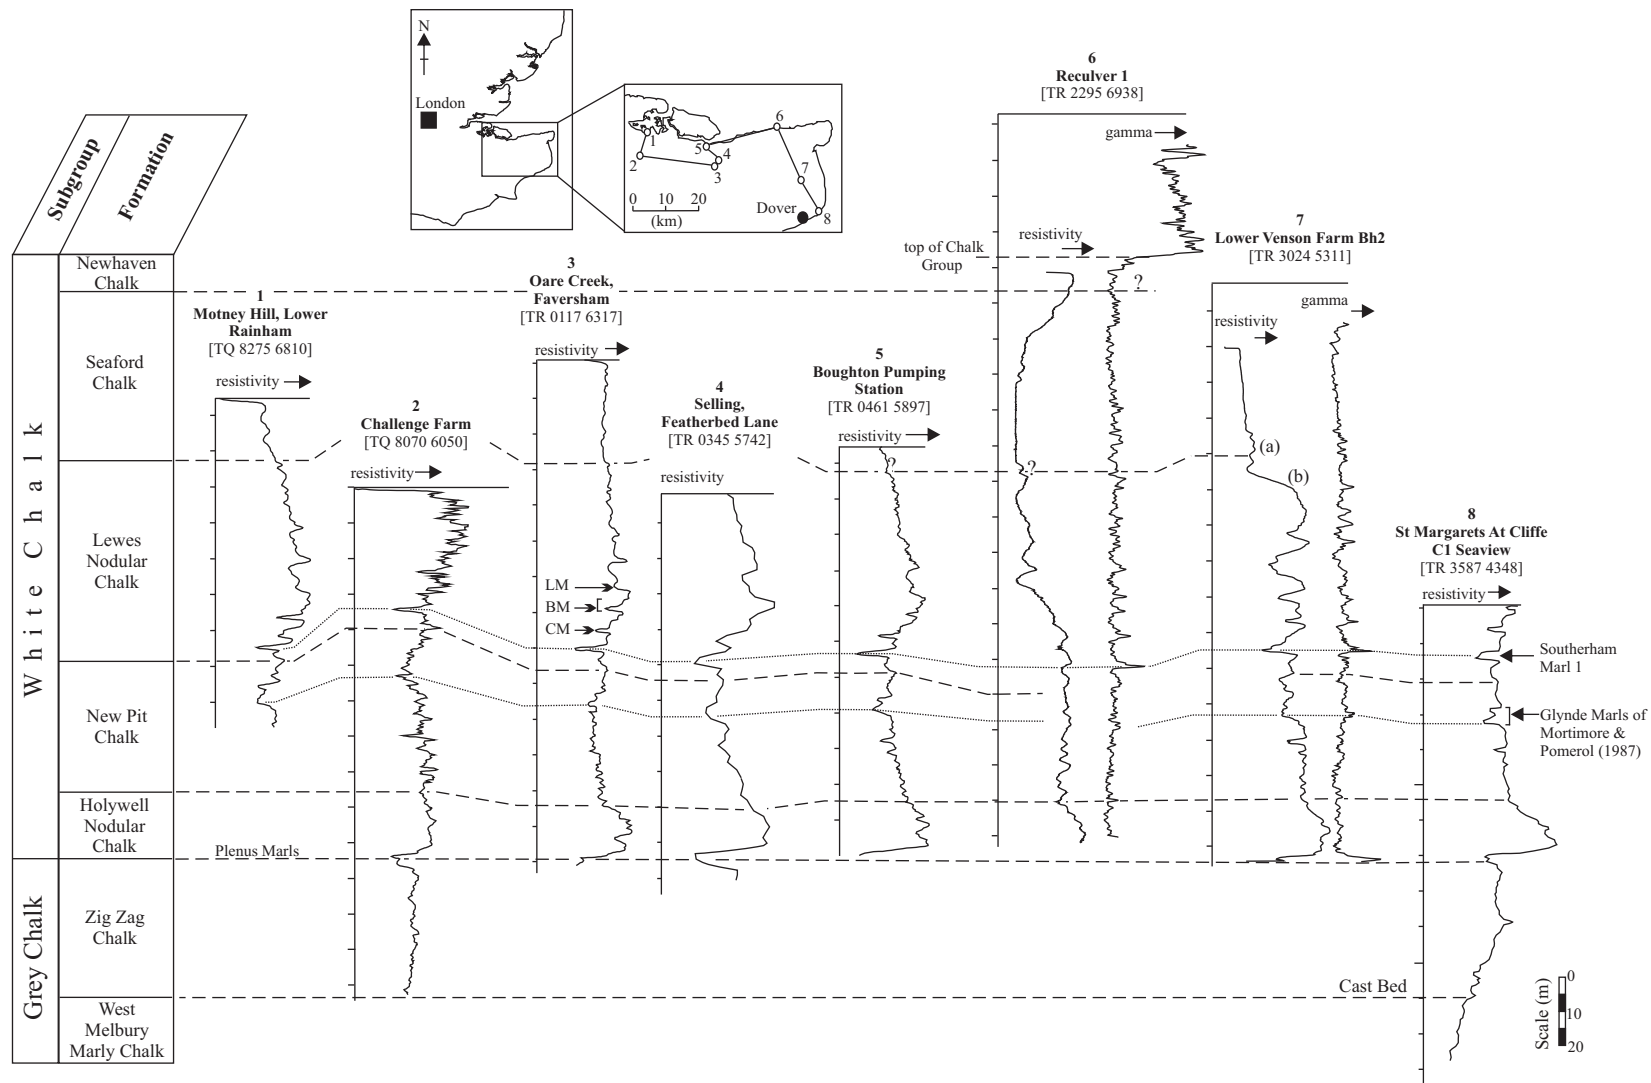 N
London
1
2
3
4
5
6
7
8
0 10 20
(km)
Dover
Subgroup
Formation
White Chalk
Grey Chalk
Newhaven
Chalk
Seaford
Chalk
Lewes
Nodular
Chalk
New Pit
Chalk
Holywell
Nodular
Chalk
Zig Zag
Chalk
West
Melbury
Marly Chalk
1
Motney Hill, Lower
Rainham
[TQ 8275 6810]
resistivity
2
Challenge Farm
[TQ 8070 6050]
resistivity
3
Oare Creek,
Faversham
[TR 0117 6317]
resistivity
LM
BM
CM
4
Selling,
Featherbed Lane
[TR 0345 5742]
resistivity
5
Boughton Pumping
Station
[TR 0461 5897]
resistivity
?
6
Reculver 1
[TR 2295 6938]
gamma
resistivity
top of Chalk
Group
?
?
7
Lower Venson Farm Bh2
[TR 3024 5311]
gamma
resistivity
(a)
(b)
8
St Margarets At Cliffe
C1 Seaview
[TR 3587 4348]
resistivity
Southerham
Marl 1
Glynde Marls of
Mortimore &
Pomerol (1987)
Plenus Marls
Cast Bed
Scale (m)
0
10
20